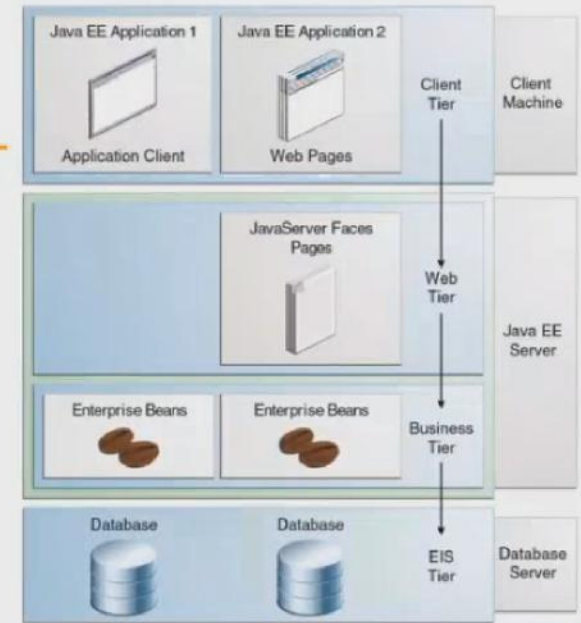 Java EE Application 1
Java EE Application 2
Application Client
Web Pages
Client
Tier
Client
Machine
JavaServer Faces
Pages
Web
Tier
Java EE
Server
Enterprise Beans
Enterprise Beans
Business
Tier
Database
Database
EIS
Tier
Database
Server